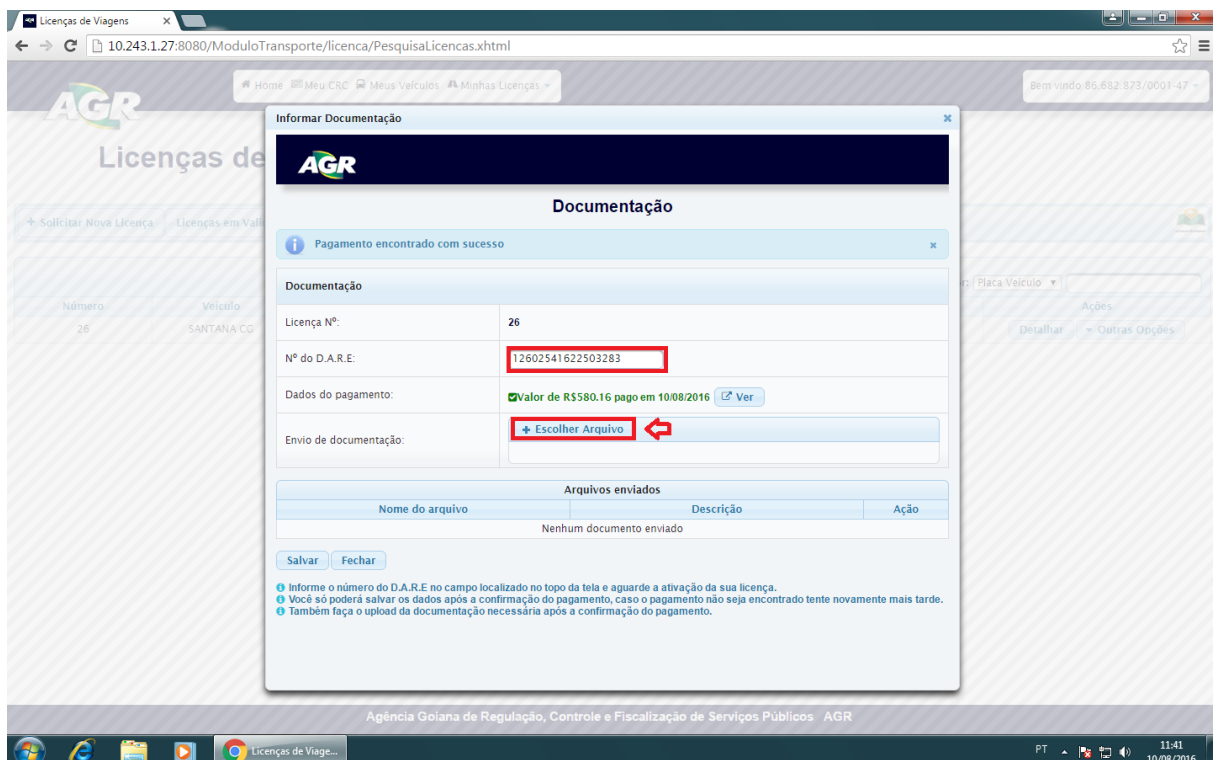 Licenças de Viagens
10.243.1.27:8080/ModuloTransporte/licenca/PesquisaLicencas.xhtml
Home Meu CRC Meus Veículos Minhas Licenças
Bem vindo 86.682.873/0001-47
AGR
Licenças de
+ Solicitar Nova Licença Licenças em Vali
Placa Veículo
Número Veículo Ações
26 SANTANA CG Detalhar Outras Opções
Informar Documentação
AGR
Documentação
Pagamento encontrado com sucesso
Documentação
Licença Nº: 26
Nº do D.A.R.E: 12602541622503283
Dados do pagamento: Valor de R$580.16 pago em 10/08/2016 Ver
Envio de documentação: + Escolher Arquivo
Arquivos enviados
Nome do arquivo Descrição Ação
Nenhum documento enviado
Salvar Fechar
Informe o número do D.A.R.E no campo localizado no topo da tela e aguarde a ativação da sua licença.
Você só poderá salvar os dados após a confirmação do pagamento, caso o pagamento não seja encontrado tente novamente mais tarde.
Também faça o upload da documentação necessária após a confirmação do pagamento.
Agência Goiana de Regulação, Controle e Fiscalização de Serviços Públicos AGR
Licenças de Viage...
PT
11:41
10/08/2016